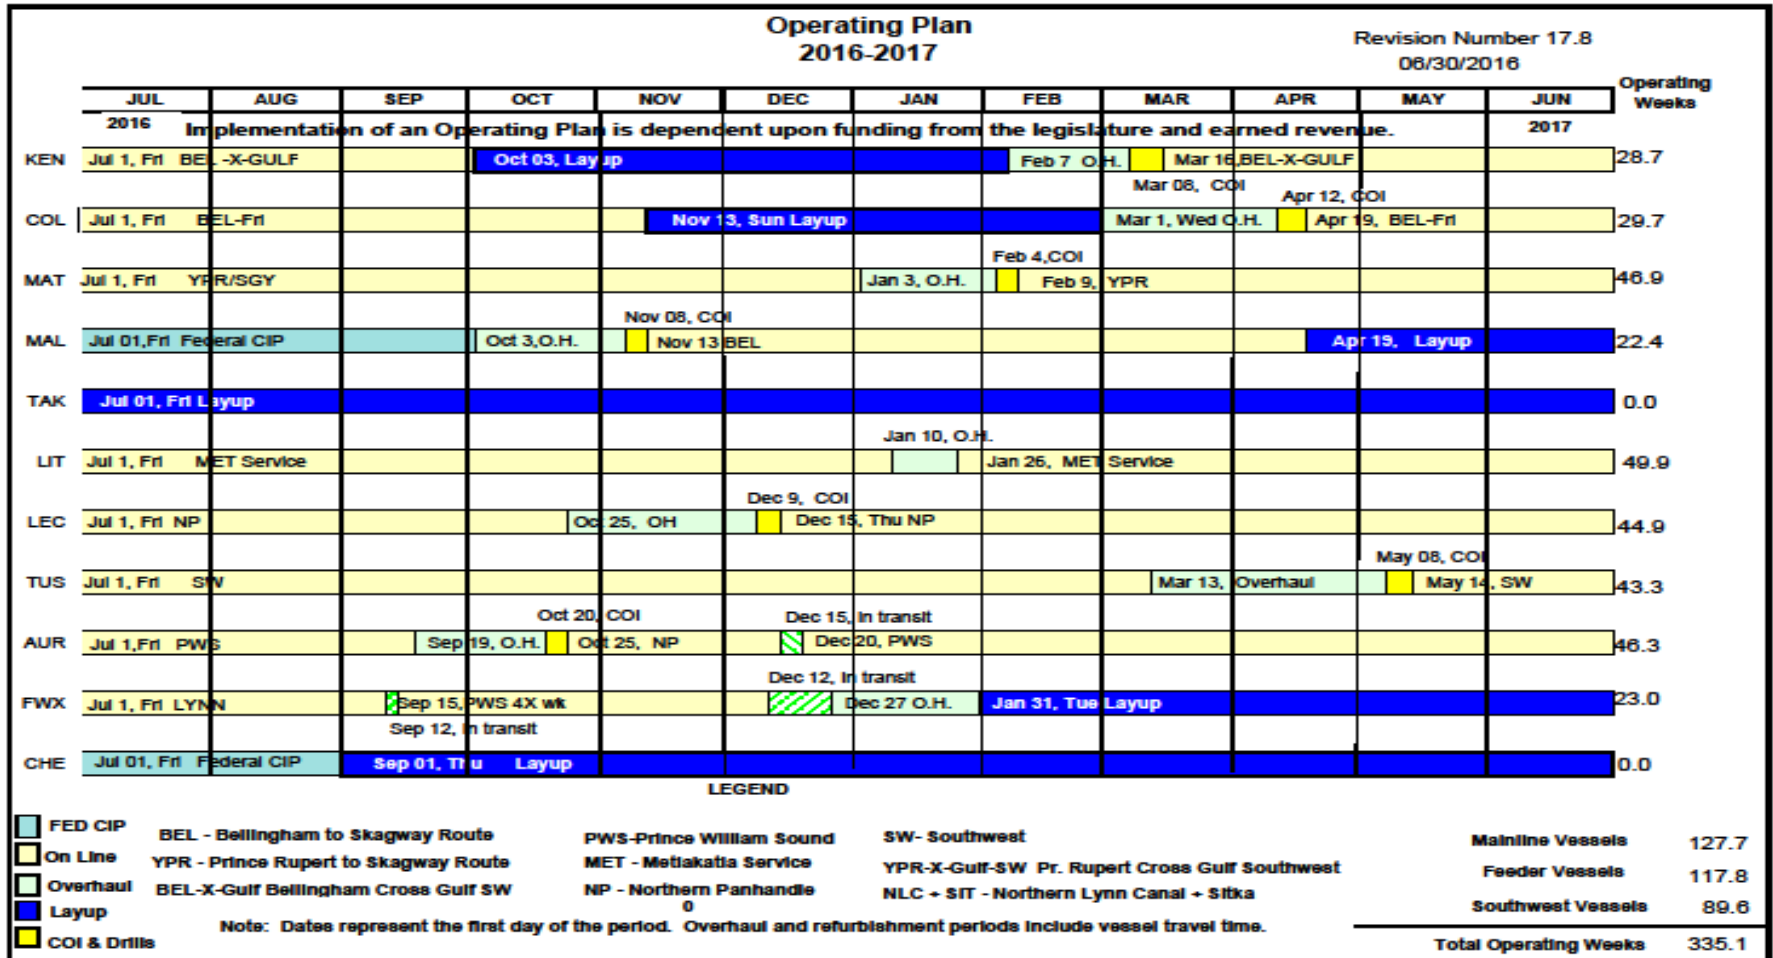 Operating Plan
2016-2017
Revision Number 17.8
06/30/2016
Operating
Weeks
JUL AUG SEP OCT NOV DEC JAN FEB MAR APR MAY JUN
2016 Implementation of an Operating Plan is dependent upon funding from the legislature and earned revenue. 2017
KEN Jul 1, Fri BEL -X-GULF Oct 03, Layup Feb 7 O.H. Mar 16,BEL-X-GULF 28.7
Mar 08, COI
Apr 12, COI
COL Jul 1, Fri BEL-Fri Nov 13, Sun Layup Mar 1, Wed O.H. Apr 19, BEL-Fri 29.7
Feb 4,COI
MAT Jul 1, Fri YPR/SGY Jan 3, O.H. Feb 9, YPR 46.9
Nov 08, COI
MAL Jul 01,Fri Federal CIP Oct 3,O.H. Nov 13 BEL Apr 19, Layup 22.4
TAK Jul 01, Fri Layup 0.0
Jan 10, O.H.
LIT Jul 1, Fri MET Service Jan 26, MET Service 49.9
Dec 9, COI
LEC Jul 1, Fri NP Oct 25, OH Dec 15, Thu NP 44.9
May 08, COI
TUS Jul 1, Fri SW Mar 13, Overhaul May 14, SW 43.3
Oct 20, COI Dec 15, In transit
AUR Jul 1,Fri PWS Sep 19, O.H. Oct 25, NP Dec 20, PWS 46.3
Dec 12, In transit
FWX Jul 1, Fri LYNN Sep 15,PWS 4X wk Dec 27 O.H. Jan 31, Tue Layup 23.0
Sep 12, In transit
CHE Jul 01, Fri Federal CIP Sep 01, Thu Layup 0.0
LEGEND
FED CIP
On Line
Overhaul
Layup
COI & Drills
BEL - Bellingham to Skagway Route
YPR - Prince Rupert to Skagway Route
BEL-X-Gulf Bellingham Cross Gulf SW
PWS-Prince William Sound
MET - Metlakatla Service
NP - Northern Panhandle
0
SW- Southwest
YPR-X-Gulf-SW Pr. Rupert Cross Gulf Southwest
NLC + SIT - Northern Lynn Canal + Sitka
Note: Dates represent the first day of the period. Overhaul and refurbishment periods include vessel travel time.
Mainline Vessels 127.7
Feeder Vessels 117.8
Southwest Vessels 89.6
Total Operating Weeks 335.1